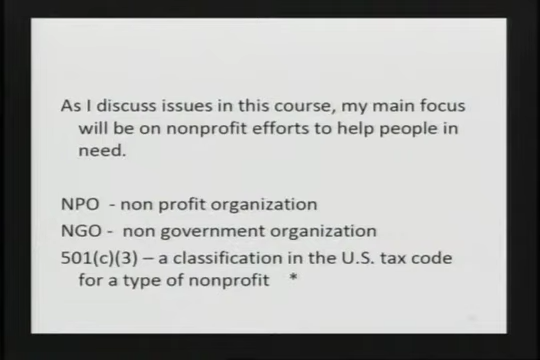 As I discuss issues in this course, my main focus
will be on nonprofit efforts to help people in
need.
NPO - non profit organization
NGO - non government organization
501(c)(3) – a classification in the U.S. tax code
for a type of nonprofit *